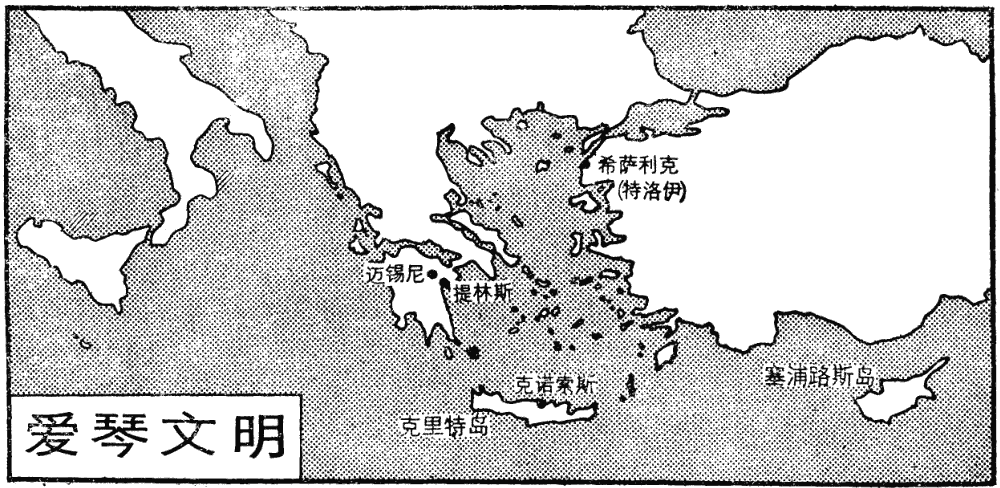 希萨利克
(特洛伊)
迈锡尼
提林斯
克诺索斯
塞浦路斯岛
克里特岛
爱琴文明